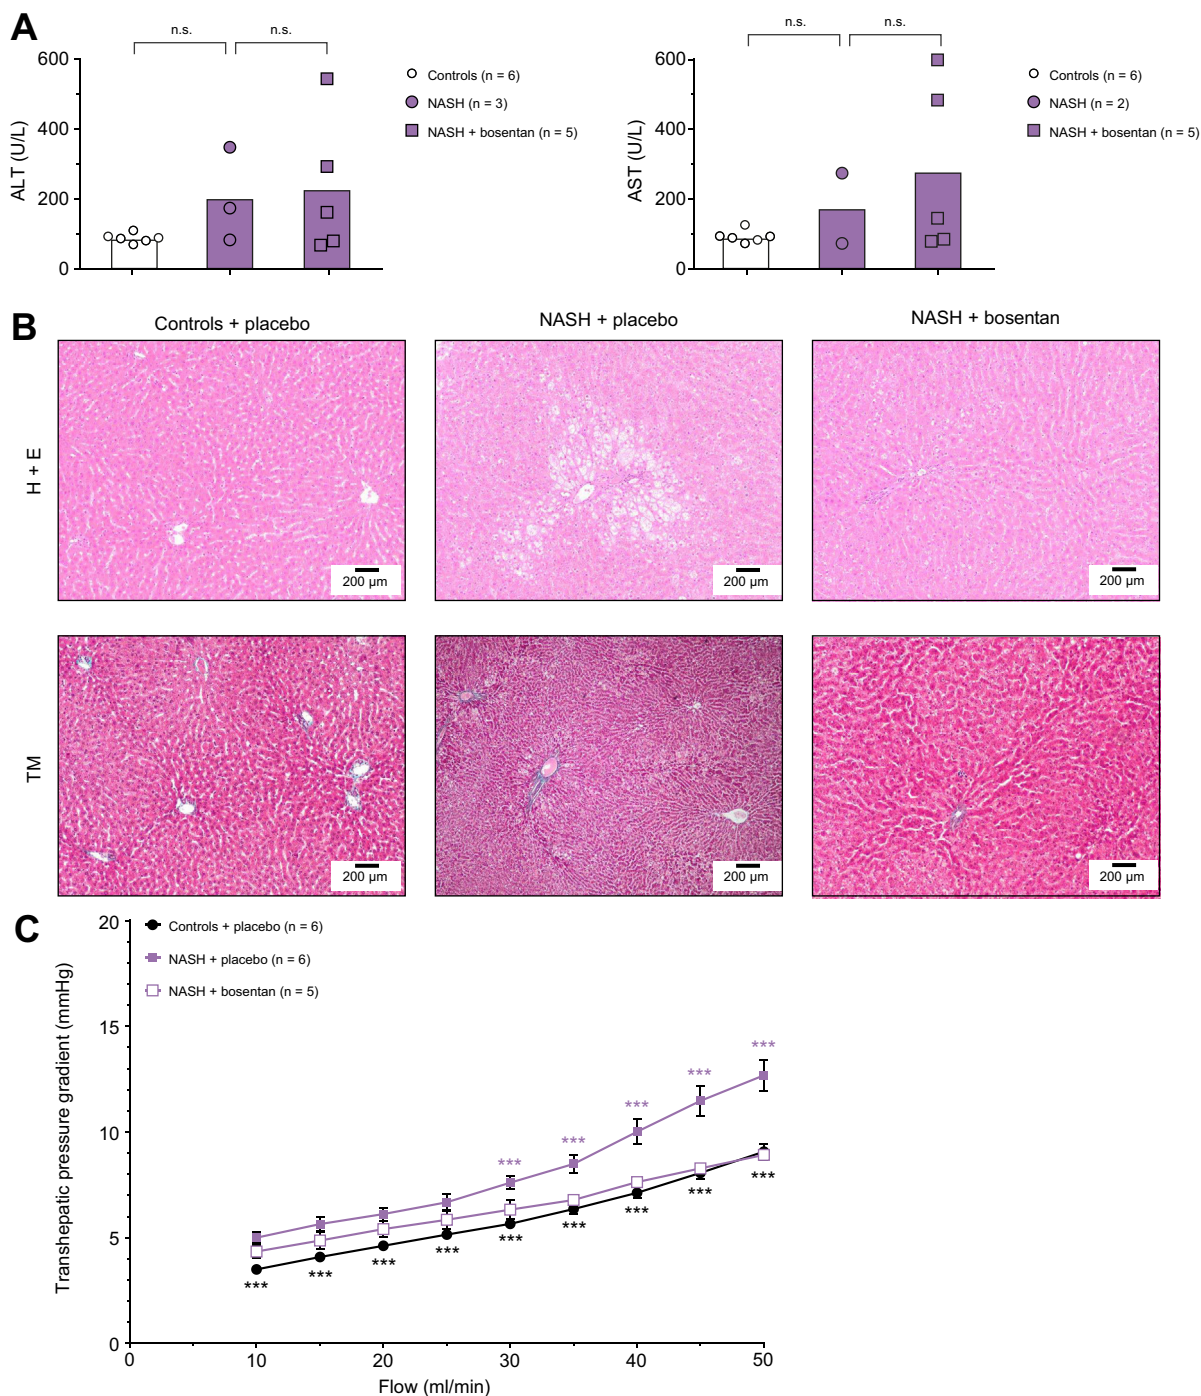 A
n.s. n.s.
600
400
200
0
ALT (U/L)
Controls (n = 6)
NASH (n = 3)
NASH + bosentan (n = 5)
n.s. n.s.
600
400
200
0
AST (U/L)
Controls (n = 6)
NASH (n = 2)
NASH + bosentan (n = 5)
B
Controls + placebo NASH + placebo NASH + bosentan
H + E
200 µm 200 µm 200 µm
TM
200 µm 200 µm 200 µm
C
Transhepatic pressure gradient (mmHg)
20
15
10
5
0
Controls + placebo (n = 6)
NASH + placebo (n = 6)
NASH + bosentan (n = 5)
*** *** *** *** ***
*** *** *** *** *** *** *** *** ***
0 10 20 30 40 50
Flow (ml/min)